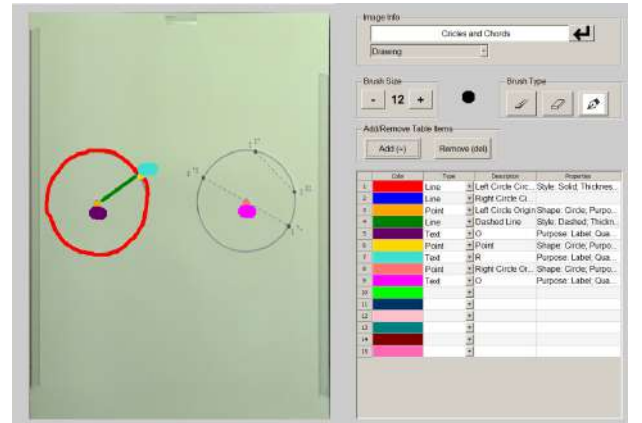 Image Info
Circles and Chords
Drawing
Brush Size
Brush Type
- 12 +
Add/Remove Table Items
Add (=)
Remove (del)
Color Type Description Properties
1 Line Left Circle Circ... Style: Solid; Thicknes...
2 Line Right Circle Ci...
3 Point Left Circle Origin Shape: Circle; Purpo...
4 Line Dashed Line Style: Dashed; Thickn...
5 Text O Purpose: Label; Qua...
6 Point Point Shape: Circle; Purpo...
7 Text R Purpose: Label; Qua...
8 Point Right Circle Or... Shape: Circle; Purpo...
9 Text O Purpose: Label; Qua...
10
11
12
13
14
15